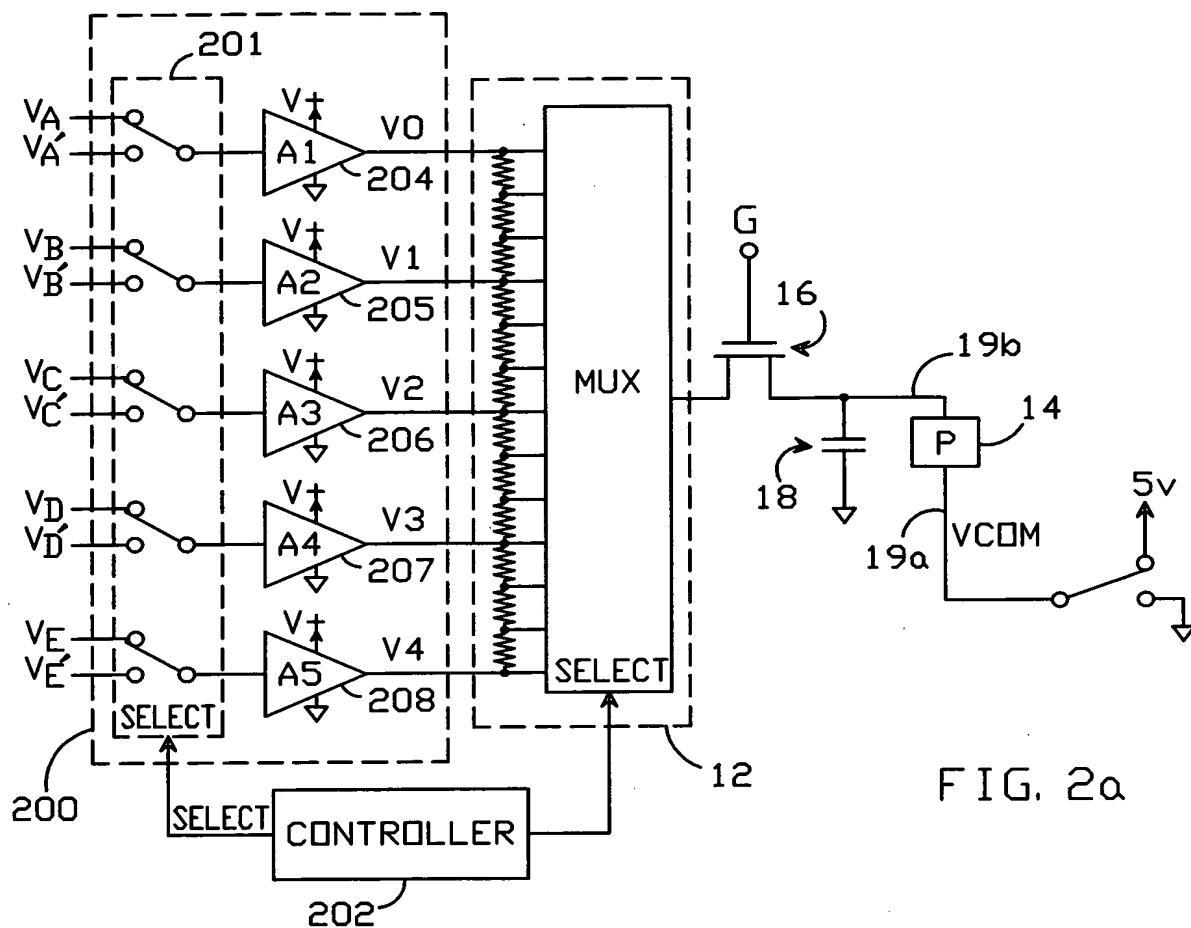 201
VA
VA'
V+
A1
V0
204
VB
VB'
V+
A2
V1
205
G
16
VC
VC'
V+
A3
V2
206
MUX
19b
14
P
18
5v
VD
VD'
V+
A4
V3
207
19a
VCOM
VE
VE'
V+
A5
V4
208
SELECT
SELECT
200
12
SELECT
CONTROLLER
202
FIG. 2a